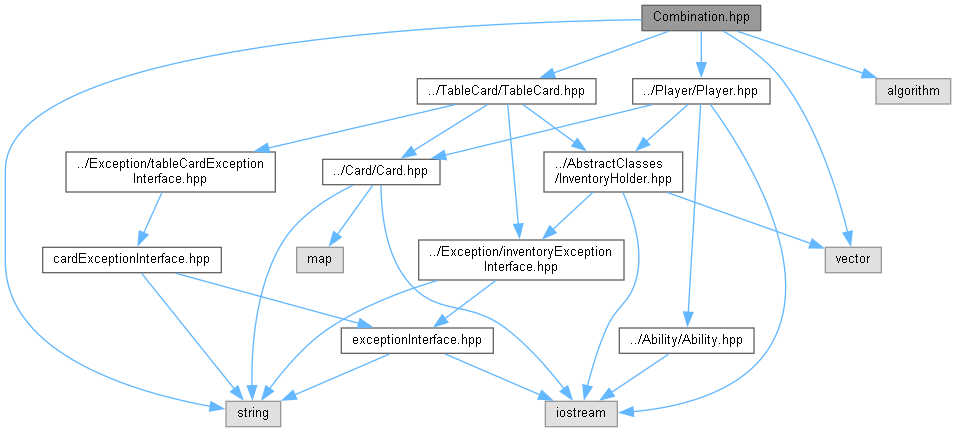 Combination.hpp
../TableCard/TableCard.hpp
../Player/Player.hpp
algorithm
../Exception/tableCardException
Interface.hpp
../Card/Card.hpp
../AbstractClasses
/InventoryHolder.hpp
cardExceptionInterface.hpp
map
../Exception/inventoryException
Interface.hpp
vector
exceptionInterface.hpp
../Ability/Ability.hpp
string
iostream